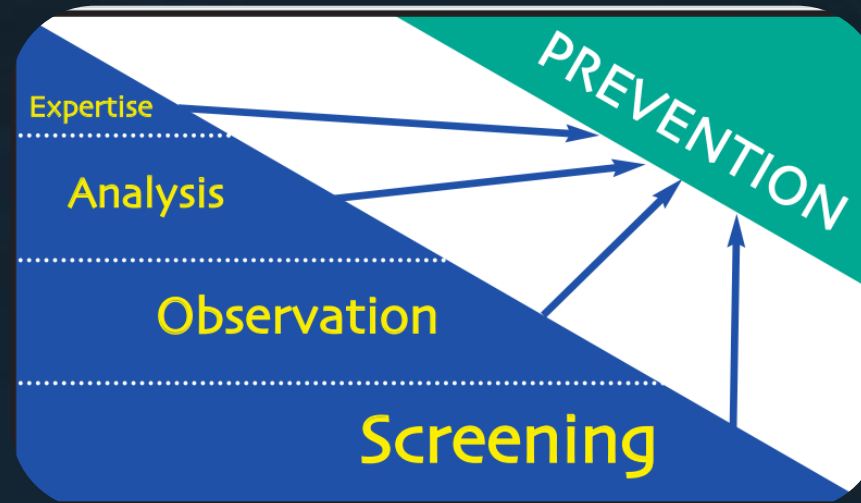 PREVENTION
Expertise
Analysis
Observation
Screening